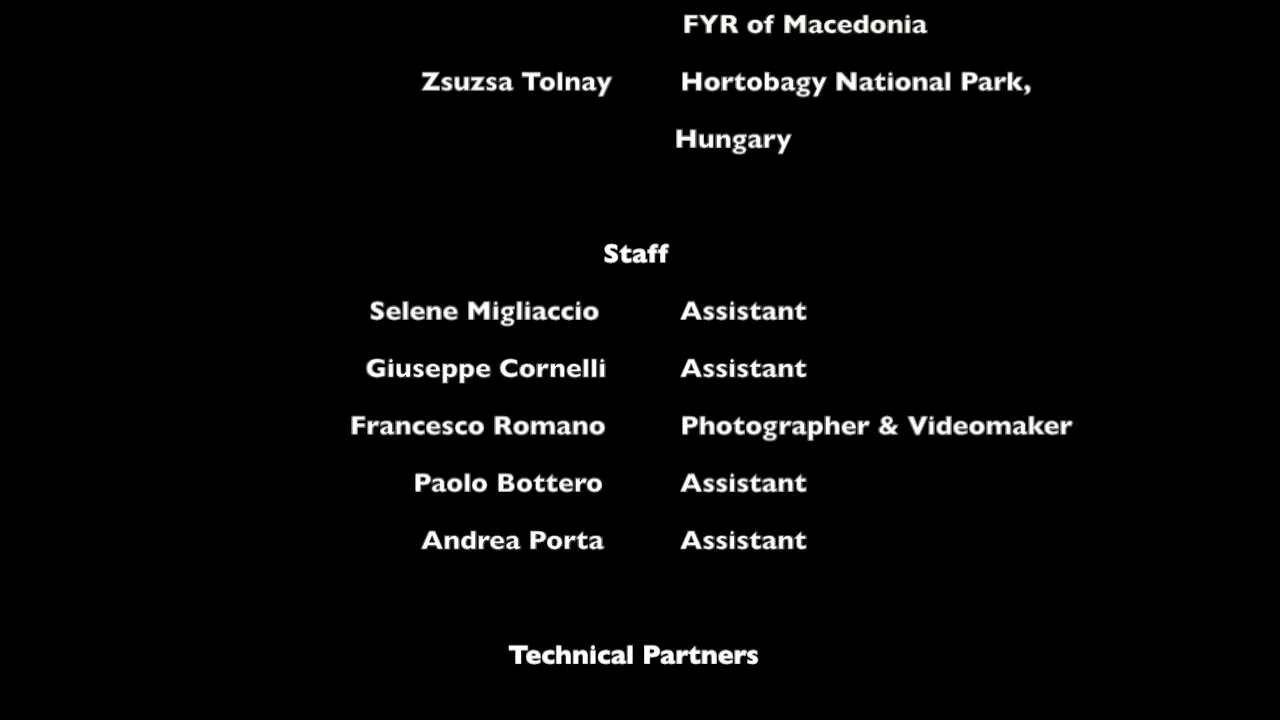 FYR of Macedonia
Zsuzsa Tolnay Hortobagy National Park,
Hungary
Staff
Selene Migliaccio Assistant
Giuseppe Cornelli Assistant
Francesco Romano Photographer & Videomaker
Paolo Bottero Assistant
Andrea Porta Assistant
Technical Partners